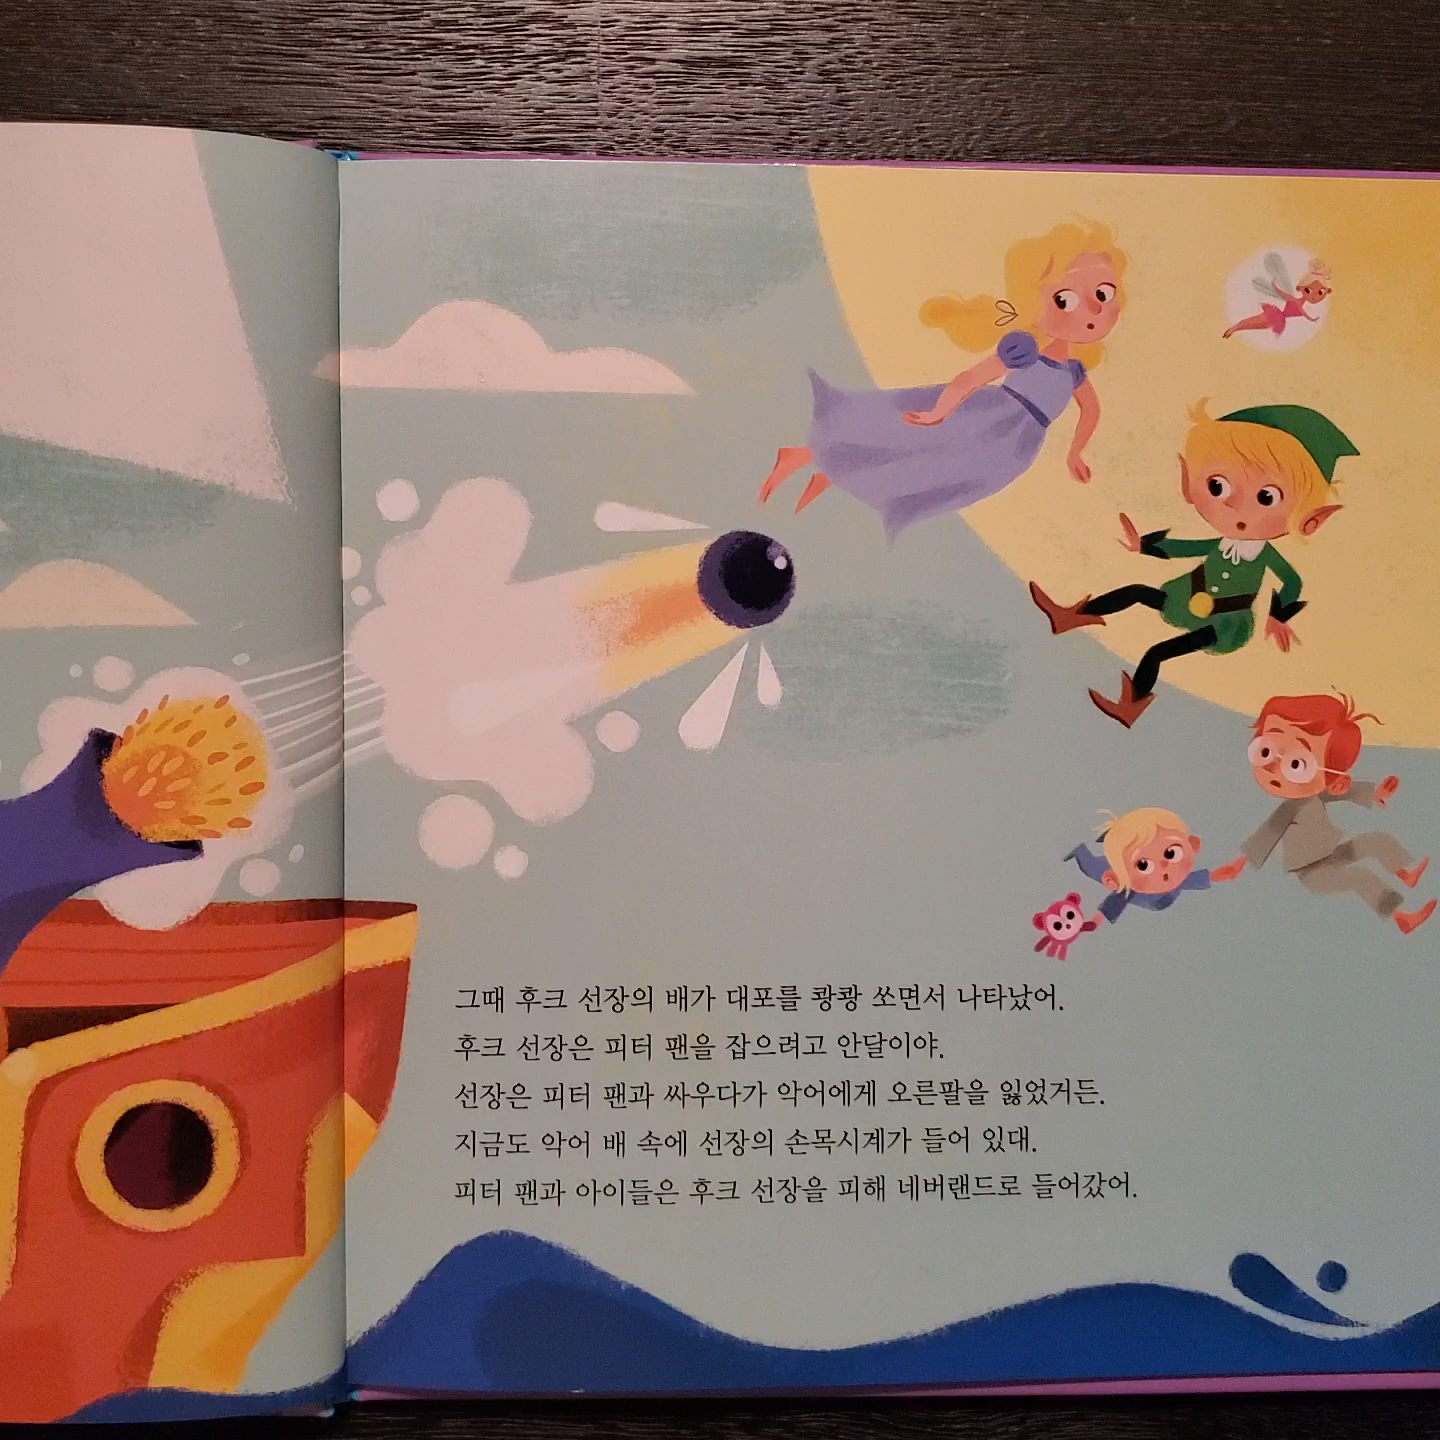 그때 후크 선장의 배가 대포를 쾅쾅 쏘면서 나타났어.
후크 선장은 피터 팬을 잡으려고 안달이야.
선장은 피터 팬과 싸우다가 악어에게 오른팔을 잃었거든.
지금도 악어 배 속에 선장의 손목시계가 들어 있대.
피터 팬과 아이들은 후크 선장을 피해 네버랜드로 들어갔어.